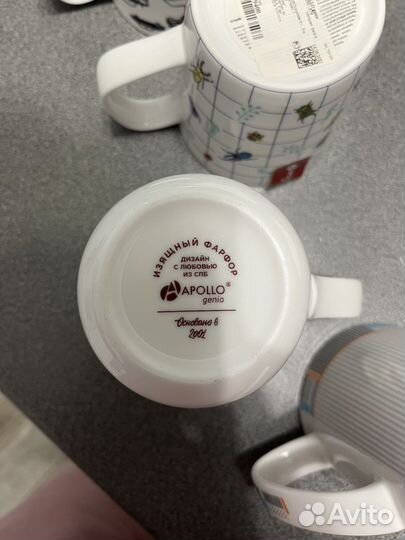 ИЗЯЩНЫЙ ФАРФОР
ДИЗАЙН
С ЛЮБОВЬЮ
ИЗ СПБ
APOLLO®
genio
Основано в
2001
Avito